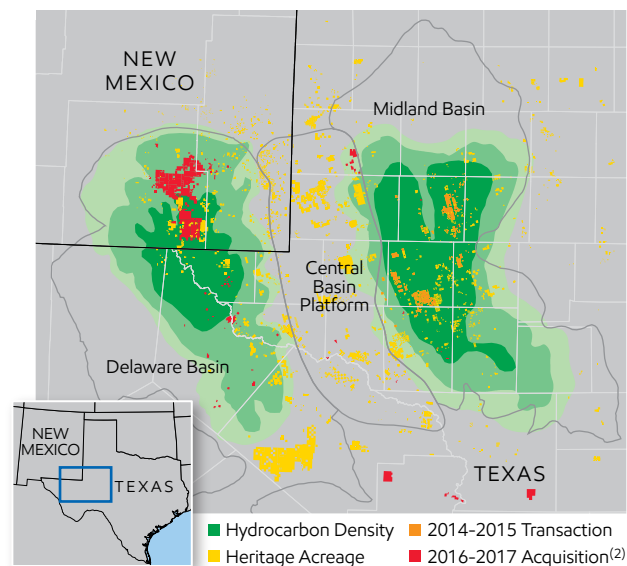 NEW
MEXICO
Midland Basin
Central
Basin
Platform
Delaware Basin
NEW
MEXICO
TEXAS
TEXAS
Hydrocarbon Density
2014-2015 Transaction
Heritage Acreage
2016-2017 Acquisition(2)